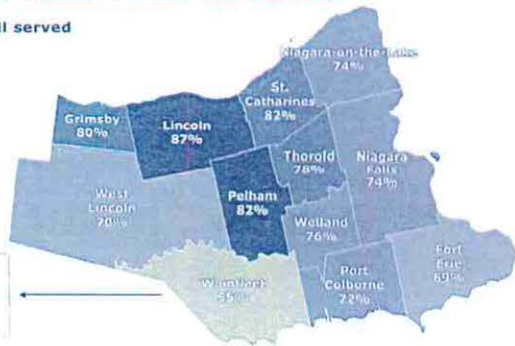 ll served
Niagara-on-the-Lake
74%
St.
Catharines
82%
Grimsby
80%
Lincoln
87%
Thorold
78%
Niagara
Falls
74%
West
Lincoln
70%
Pelham
82%
Welland
76%
Fort
Erie
69%
Wainfleet
55%
Port
Colborne
72%